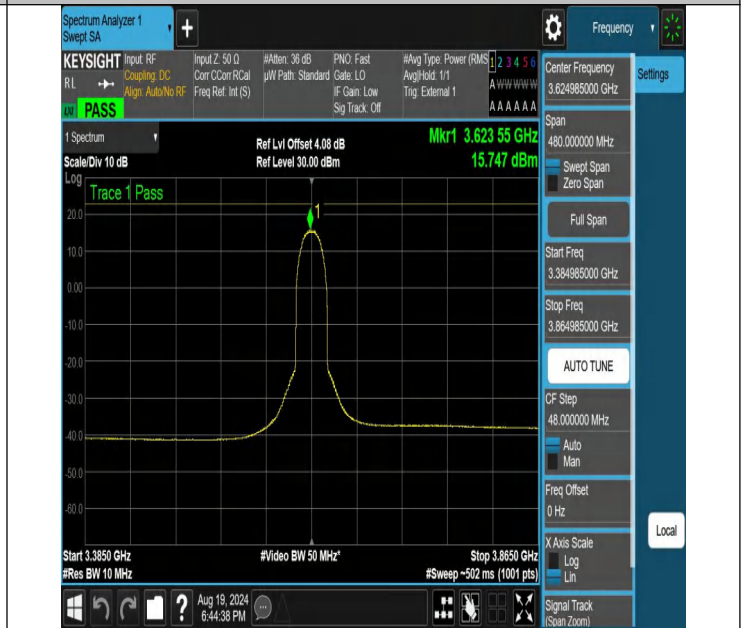 Spectrum Analyzer 1
Swept SA
+
Frequency
KEYSIGHT
RL
PASS
Input: RF
Coupling: DC
Align: Auto/No RF
Input Z: 50 Ω
Corr CCorr RCal
Freq Ref: Int (S)
#Atten: 36 dB
µW Path: Standard
PNO: Fast
Gate: LO
IF Gain: Low
Sig Track: Off
#Avg Type: Power (RMS
Avg|Hold: 1/1
Trig: External 1
1 2 3 4 5 6
A W W W W W
A A A A A A
1 Spectrum
Scale/Div 10 dB
Ref Lvl Offset 4.08 dB
Ref Level 30.00 dBm
Mkr1 3.623 55 GHz
15.747 dBm
Log
Trace 1 Pass
1
20.0
10.0
0.00
-10.0
-20.0
-30.0
-40.0
-50.0
-60.0
Start 3.3850 GHz
#Res BW 10 MHz
#Video BW 50 MHz*
Stop 3.8650 GHz
#Sweep ~502 ms (1001 pts)
Center Frequency
3.624985000 GHz
Settings
Span
480.000000 MHz
Swept Span
Zero Span
Full Span
Start Freq
3.384985000 GHz
Stop Freq
3.864985000 GHz
AUTO TUNE
CF Step
48.000000 MHz
Auto
Man
Freq Offset
0 Hz
Local
X Axis Scale
Log
Lin
Signal Track
(Span Zoom)
?
Aug 19, 2024
6:44:38 PM